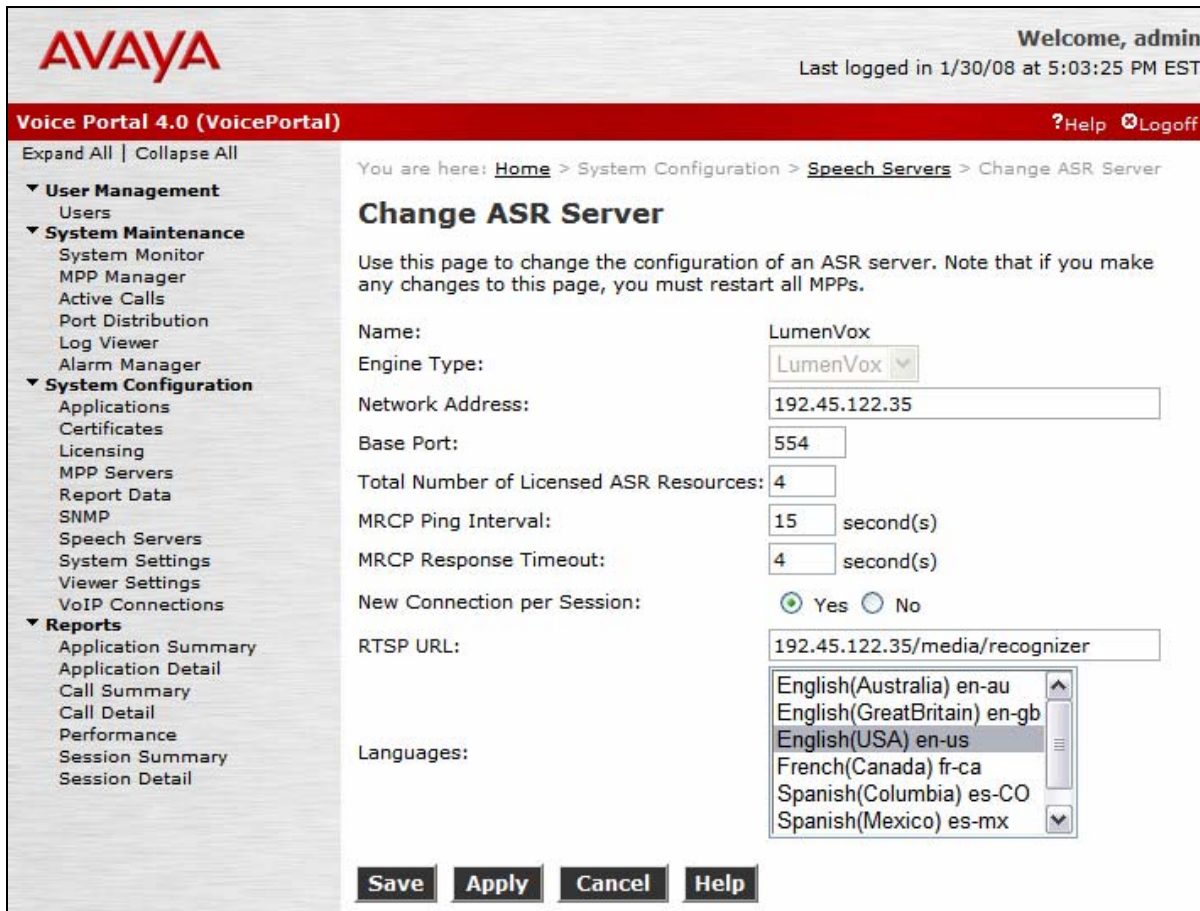 AVAYA
Welcome, admin
Last logged in 1/30/08 at 5:03:25 PM EST
Voice Portal 4.0 (VoicePortal)
?Help Logoff
Expand All | Collapse All
User Management
Users
System Maintenance
System Monitor
MPP Manager
Active Calls
Port Distribution
Log Viewer
Alarm Manager
System Configuration
Applications
Certificates
Licensing
MPP Servers
Report Data
SNMP
Speech Servers
System Settings
Viewer Settings
VoIP Connections
Reports
Application Summary
Application Detail
Call Summary
Call Detail
Performance
Session Summary
Session Detail
You are here: Home > System Configuration > Speech Servers > Change ASR Server
Change ASR Server
Use this page to change the configuration of an ASR server. Note that if you make
any changes to this page, you must restart all MPPs.
Name: LumenVox
Engine Type: LumenVox
Network Address: 192.45.122.35
Base Port: 554
Total Number of Licensed ASR Resources: 4
MRCP Ping Interval: 15 second(s)
MRCP Response Timeout: 4 second(s)
New Connection per Session: Yes No
RTSP URL: 192.45.122.35/media/recognizer
Languages:
English(Australia) en-au
English(GreatBritain) en-gb
English(USA) en-us
French(Canada) fr-ca
Spanish(Columbia) es-CO
Spanish(Mexico) es-mx
Save Apply Cancel Help